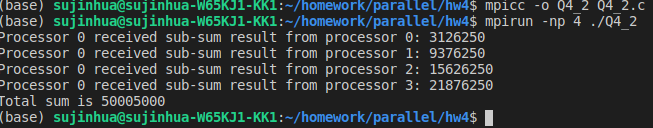 (base) sujinhua@sujinhua-W65KJ1-KK1:~/homework/parallel/hw4$ mpicc -o Q4_2 Q4_2.c
(base) sujinhua@sujinhua-W65KJ1-KK1:~/homework/parallel/hw4$ mpirun -np 4 ./Q4_2
Processor 0 received sub-sum result from processor 0: 3126250
Processor 0 received sub-sum result from processor 1: 9376250
Processor 0 received sub-sum result from processor 2: 15626250
Processor 0 received sub-sum result from processor 3: 21876250
Total sum is 50005000
(base) sujinhua@sujinhua-W65KJ1-KK1:~/homework/parallel/hw4$